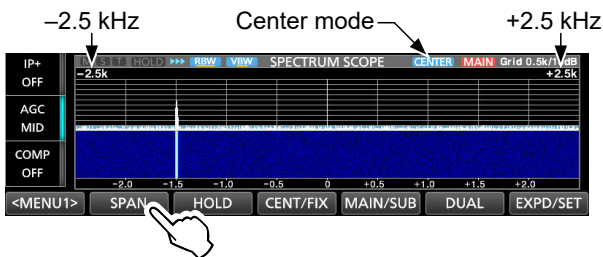 –2.5 kHz Center mode +2.5 kHz
IP+
OFF
M S T HOLD RBW VBW SPECTRUM SCOPE CENTER MAIN Grid 0.5k/10dB
−2.5k +2.5k
AGC
MID
COMP
OFF
−2.0 −1.5 −1.0 −0.5 0 +0.5 +1.0 +1.5 +2.0
<MENU1> SPAN HOLD CENT/FIX MAIN/SUB DUAL EXPD/SET